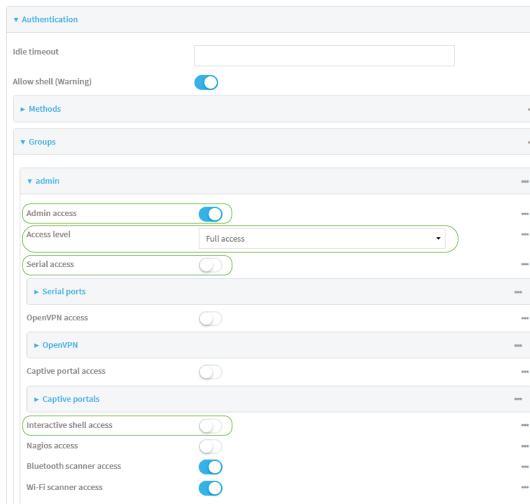 Authentication
Idle timeout
Allow shell (Warning)
Methods
Groups
admin
Admin access
Access level Full access
Serial access
Serial ports
OpenVPN access
OpenVPN
Captive portal access
Captive portals
Interactive shell access
Nagios access
Bluetooth scanner access
Wi-Fi scanner access